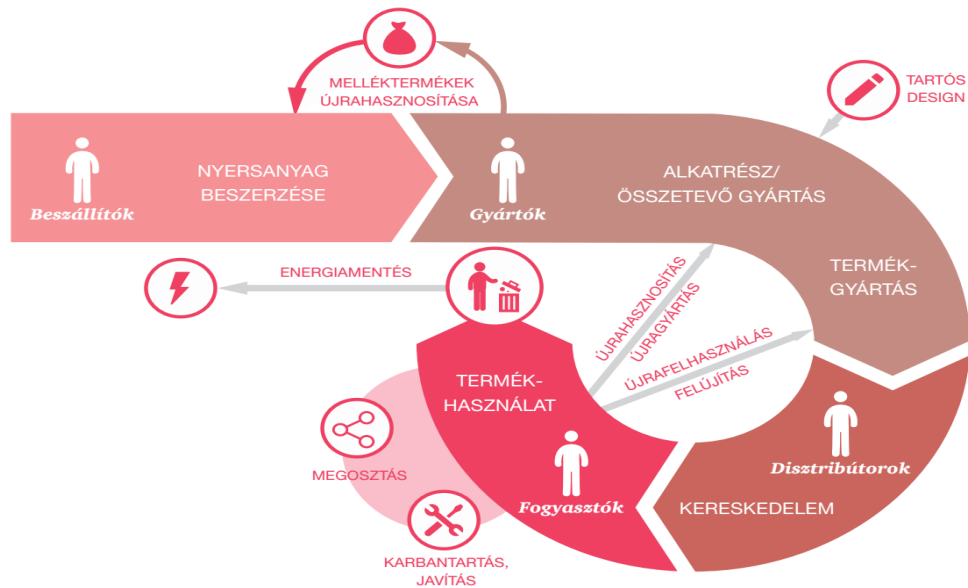 MELLÉKTERMÉKEK
ÚJRAHASZNOSÍTÁSA
TARTÓS
DESIGN
NYERSANYAG
BESZERZÉSE
Beszállítók
Gyártók
ALKATRÉSZ/
ÖSSZETEVŐ GYÁRTÁS
TERMÉK-
GYÁRTÁS
ENERGIAMENTÉS
ÚJRAHASZNOSÍTÁS
ÚJRAGYÁRTÁS
ÚJRAFELHASZNÁLÁS
FELÚJÍTÁS
TERMÉK-
HASZNÁLAT
Fogyasztók
Disztribútorok
KERESKEDELEM
MEGOSZTÁS
KARBANTARTÁS,
JAVÍTÁS